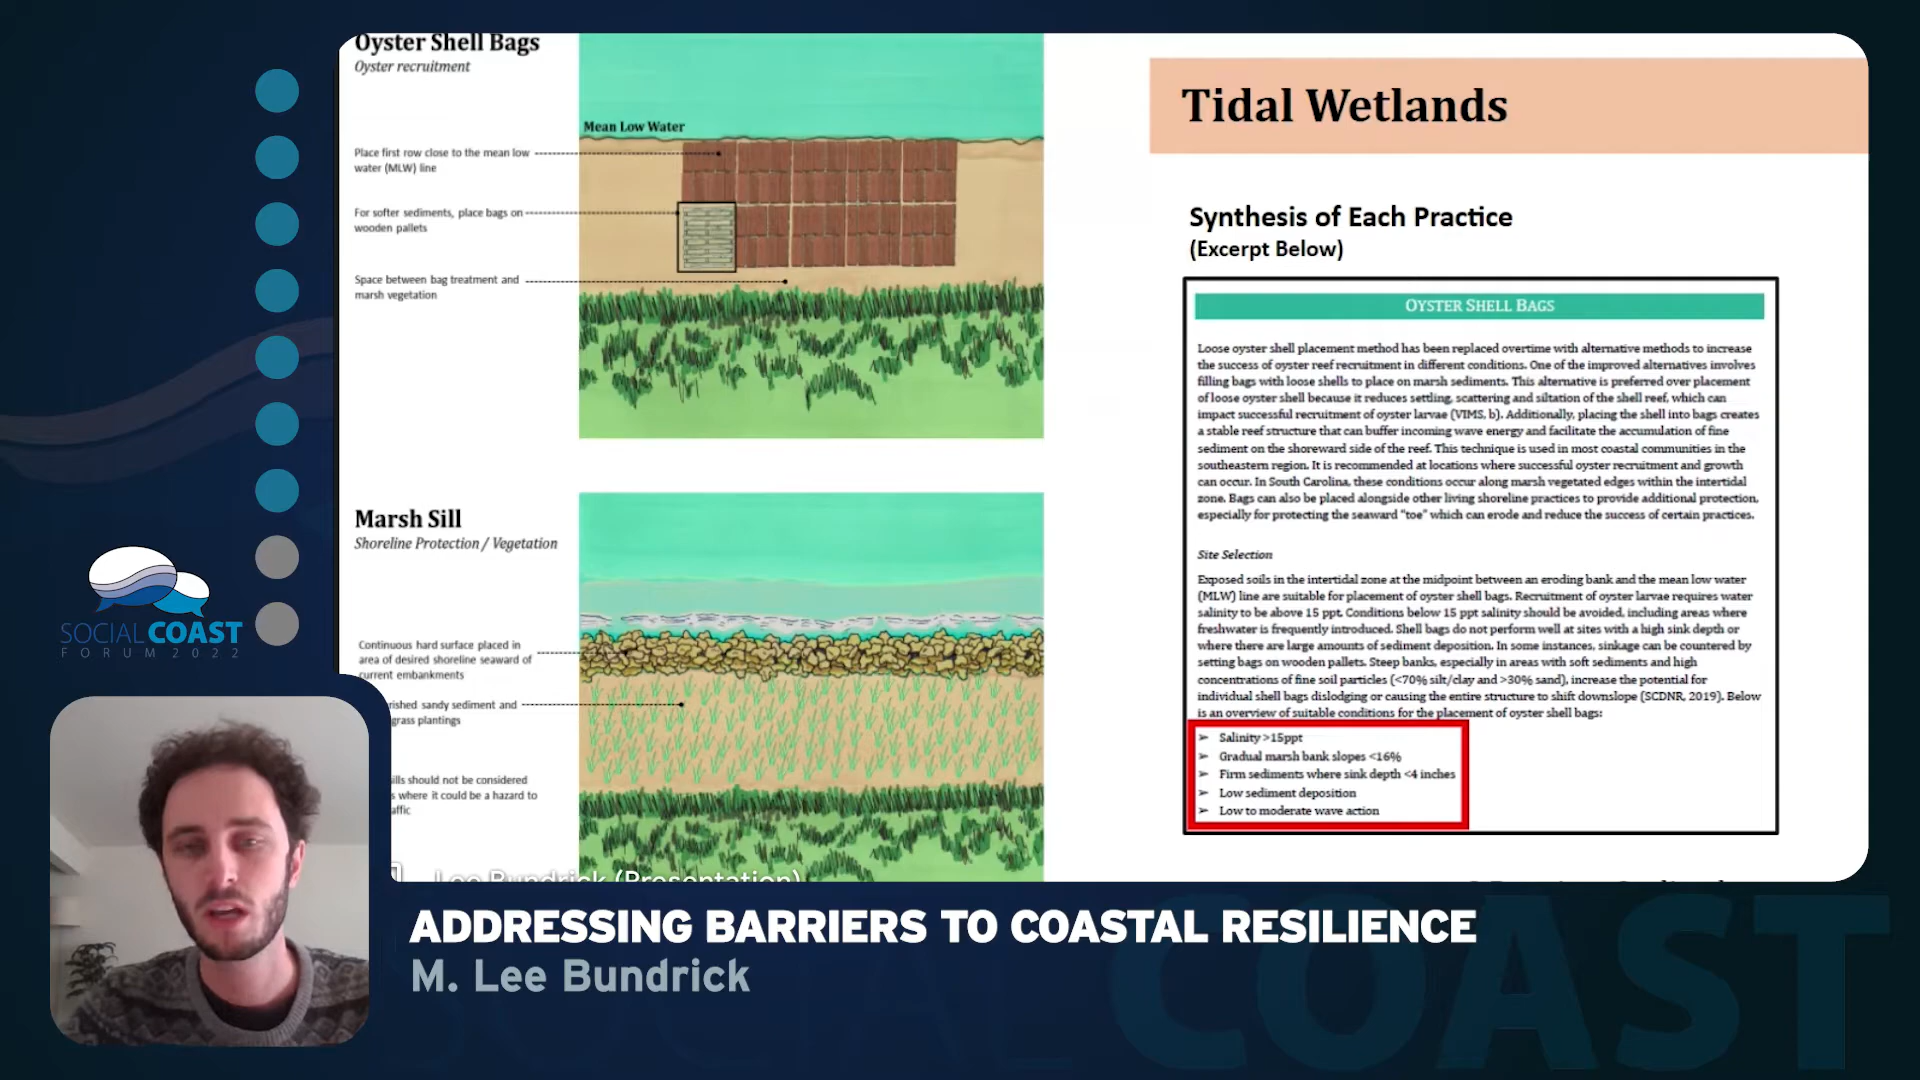 Oyster Shell Bags
Oyster recruitment
Mean Low Water
Place first row close to the mean low
water (MLW) line
For softer sediments, place bags on
wooden pallets
Space between bag treatment and
marsh vegetation
Marsh Sill
Shoreline Protection / Vegetation
Continuous hard surface placed in
area of desired shoreline seaward of
current embankments
sandy sediment and
grass plantings
should not be considered
where it could be a hazard to
Lee Bundrick (Presentation)
Tidal Wetlands
Synthesis of Each Practice
(Excerpt Below)
OYSTER SHELL BAGS
Loose oyster shell placement method has been replaced overtime with alternative methods to increase
the success of oyster reef recruitment in different conditions. One of the improved alternatives involves
filling bags with loose shells to place on marsh sediments. This alternative is preferred over placement
of loose oyster shell because it reduces settling, scattering and siltation of the shell reef, which can
impact successful recruitment of oyster larvae (VIMS, b). Additionally, placing the shell into bags creates
a stable reef structure that can buffer incoming wave energy and facilitate the accumulation of fine
sediment on the shoreward side of the reef. This technique is used in most coastal communities in the
southeastern region. It is recommended at locations where successful oyster recruitment and growth
can occur. In South Carolina, these conditions occur along marsh vegetated edges within the intertidal
zone. Bags can also be placed alongside other living shoreline practices to provide additional protection,
especially for protecting the seaward "toe" which can erode and reduce the success of certain practices.
Site Selection
Exposed soils in the intertidal zone at the midpoint between an eroding bank and the mean low water
(MLW) line are suitable for placement of oyster shell bags. Recruitment of oyster larvae requires water
salinity to be above 15 ppt. Conditions below 15 ppt salinity should be avoided, including areas where
freshwater is frequently introduced. Shell bags do not perform well at sites with a high sink depth or
where there are large amounts of sediment deposition. In some instances, sinkage can be countered by
setting bags on wooden pallets. Steep banks, especially in areas with soft sediments and high
concentrations of fine soil particles (<70% silt/clay and >30% sand), increase the potential for
individual shell bags dislodging or causing the entire structure to shift downslope (SCDNR, 2019). Below
is an overview of suitable conditions for the placement of oyster shell bags:
➤ Salinity >15ppt
➤ Gradual marsh bank slopes <16%
➤ Firm sediments where sink depth <4 inches
➤ Low sediment deposition
➤ Low to moderate wave action
SOCIAL COAST
FORUM 2022
ADDRESSING BARRIERS TO COASTAL RESILIENCE
M. Lee Bundrick
SOCIAL COAST